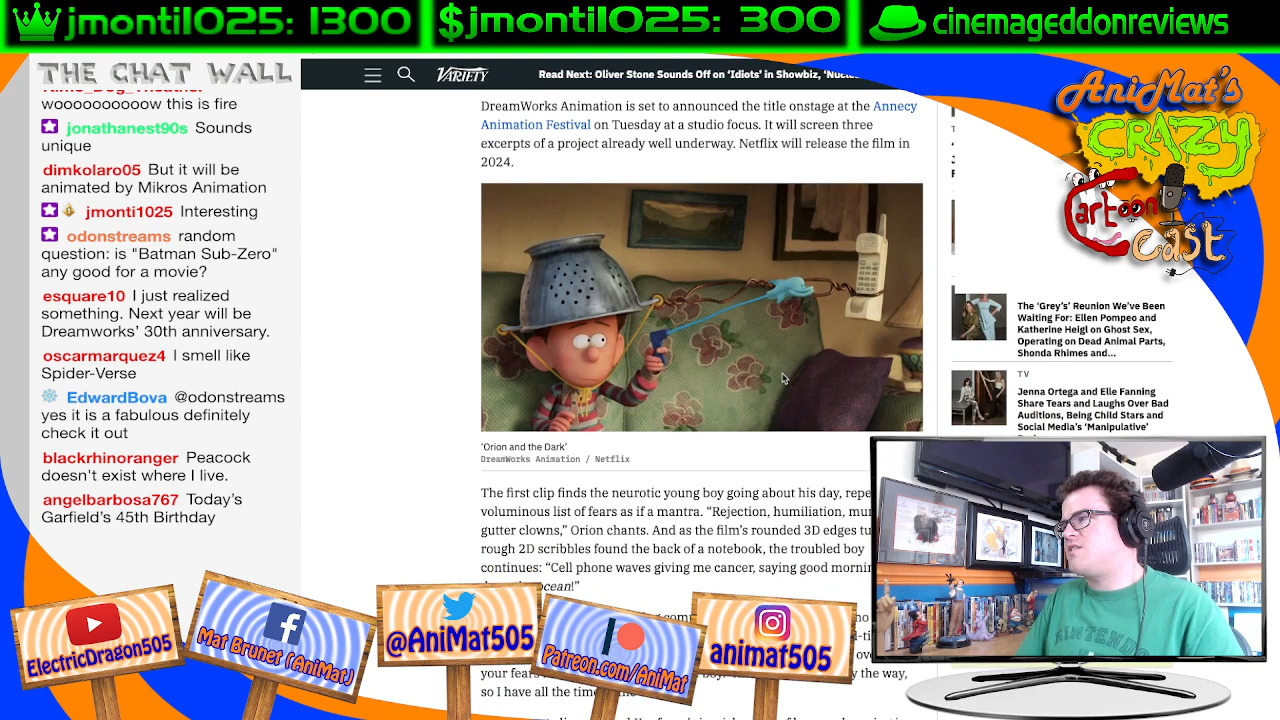 jmonti1025: 1300
$jmonti1025: 300
cinemageddonreviews
THE CHAT WALL
woooooooooow this is fire
jonathanest90s Sounds
unique
dimkolaro05 But it will be
animated by Mikros Animation
jmonti1025 Interesting
odonstreams random
question: is "Batman Sub-Zero"
any good for a movie?
esquare10 I just realized
something. Next year will be
Dreamworks' 30th anniversary.
oscarmarquez4 I smell like
Spider-Verse
EdwardBova @odonstreams
yes it is a fabulous definitely
check it out
blackrhinoranger Peacock
doesn't exist where I live.
angelbarbosa767 Today's
Garfield's 45th Birthday
VARIETY
Read Next: Oliver Stone Sounds Off on 'Idiots' in Showbiz,
DreamWorks Animation is set to announced the title onstage at the Annecy
Animation Festival on Tuesday at a studio focus. It will screen three
excerpts of a project already well underway. Netflix will release the film in
2024.
'Orion and the Dark'
DreamWorks Animation / Netflix
The first clip finds the neurotic young boy going about his day,
voluminous list of fears as if a mantra. "Rejection, humiliation,
gutter clowns," Orion chants. And as the film's rounded 3D edges
rough 2D scribbles found the back of a notebook, the troubled boy
continues: "Cell phone waves giving me cancer, saying good
your fears
the way,
so I have all the time
AniMat's
CRAZY
Cartoon
Cast
The 'Grey's' Reunion We've Been
Waiting For: Ellen Pompeo and
Katherine Heigl on Ghost Sex,
Operating on Dead Animal Parts,
Shonda Rhimes and...
TV
Jenna Ortega and Elle Fanning
Share Tears and Laughs Over Bad
Auditions, Being Child Stars and
Social Media's 'Manipulative'
NINTENDO
ElectricDragon505
Mat Brunet (AniMat)
@AniMat505
Patreon.com/AniMat
animat505